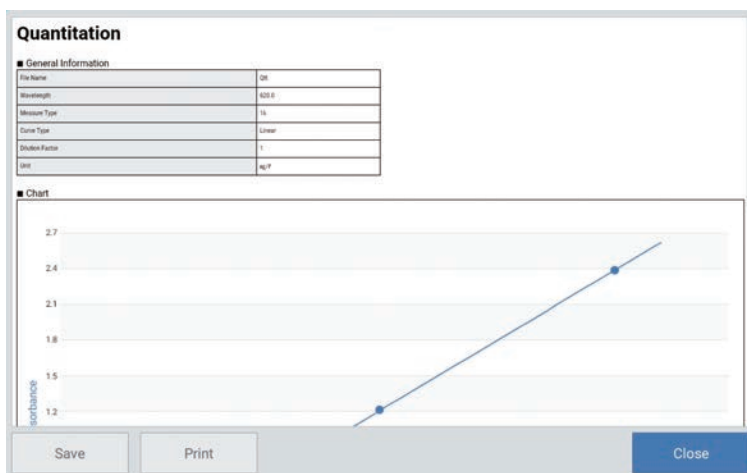 Quantitation
■ General Information
File Name
Wavelength 620.0
Measure Type
Curve Type Linear
Dilution Factor 1
Unit
■ Chart
2.7
2.4
2.1
1.8
1.5
1.2
sorbance
Save Print Close